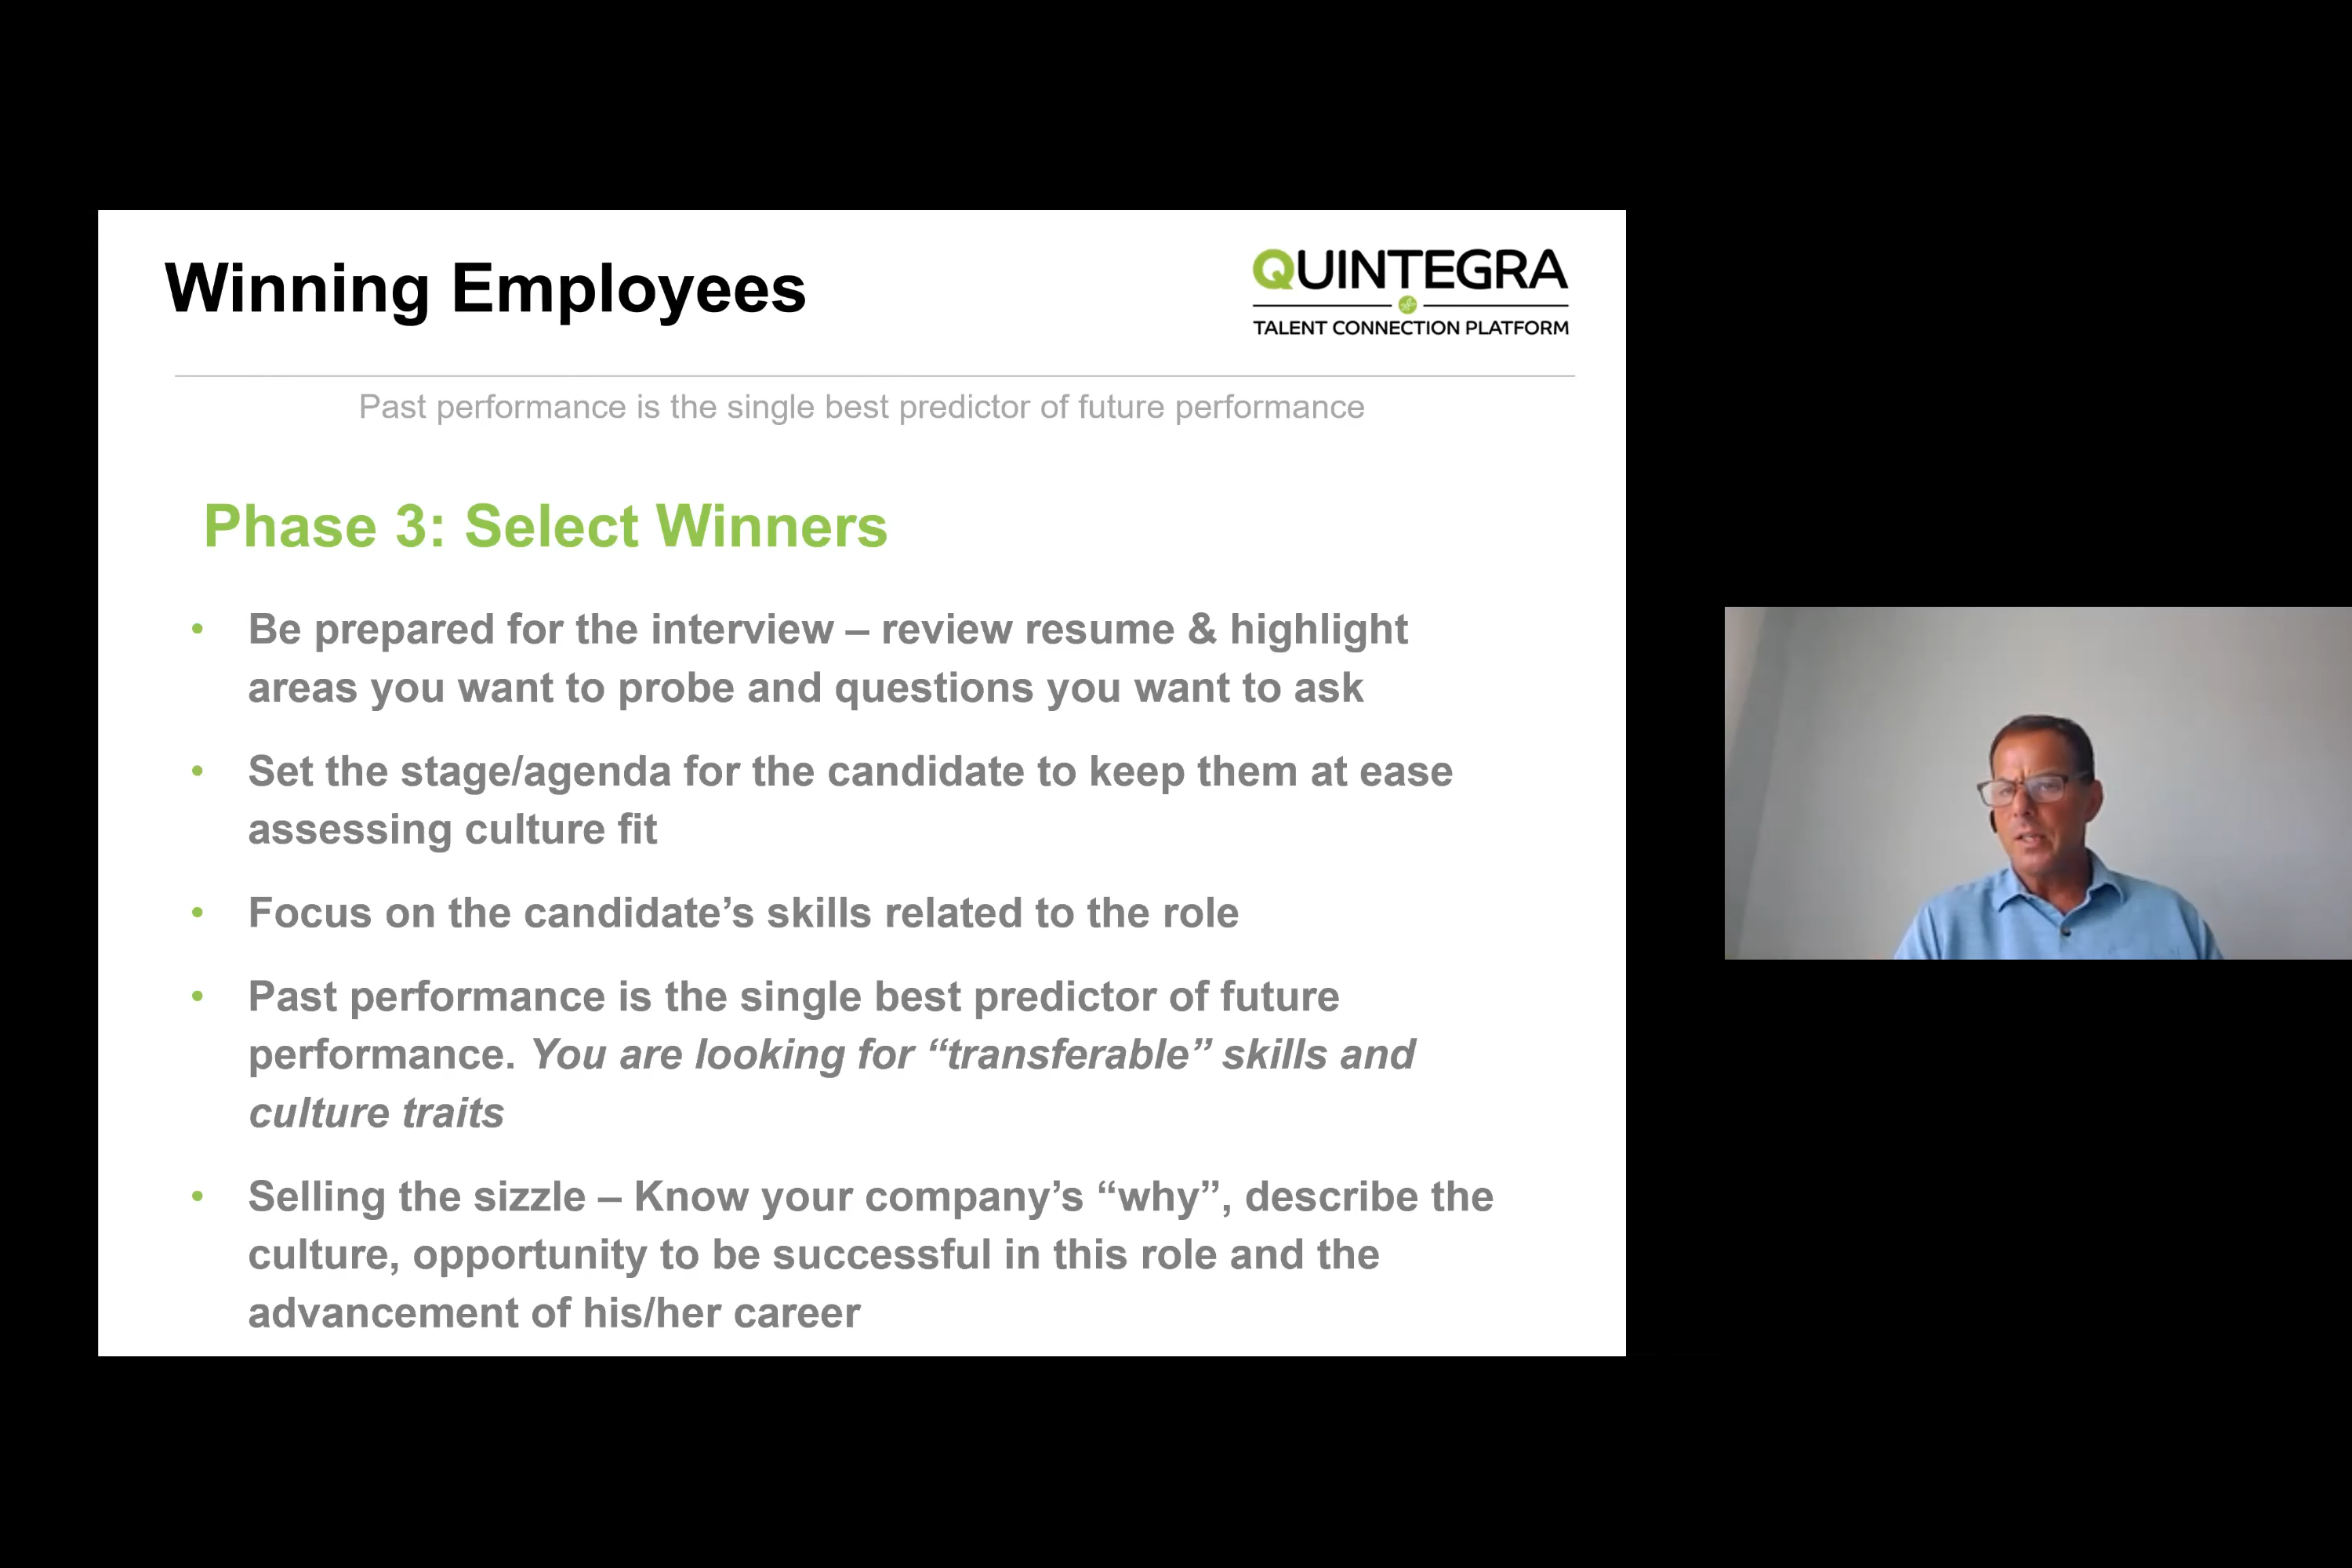 Winning Employees
QUINTEGRA
TALENT CONNECTION PLATFORM
Past performance is the single best predictor of future performance
Phase 3: Select Winners
• Be prepared for the interview – review resume & highlight
areas you want to probe and questions you want to ask
• Set the stage/agenda for the candidate to keep them at ease
assessing culture fit
• Focus on the candidate’s skills related to the role
• Past performance is the single best predictor of future
performance. You are looking for “transferable” skills and
culture traits
• Selling the sizzle – Know your company’s “why”, describe the
culture, opportunity to be successful in this role and the
advancement of his/her career